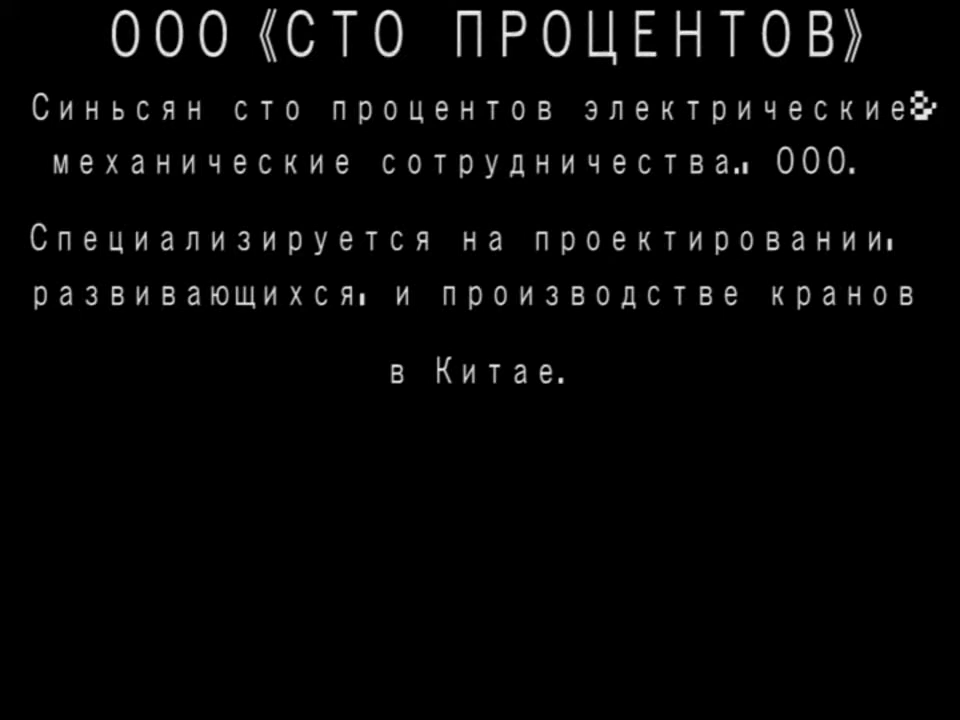 ООО《СТО ПРОЦЕНТОВ》
Синьсян сто процентов электрические&
механические сотрудничества., ООО.
Специализируется на проектировании,
развивающихся, и производстве кранов
в Китае.